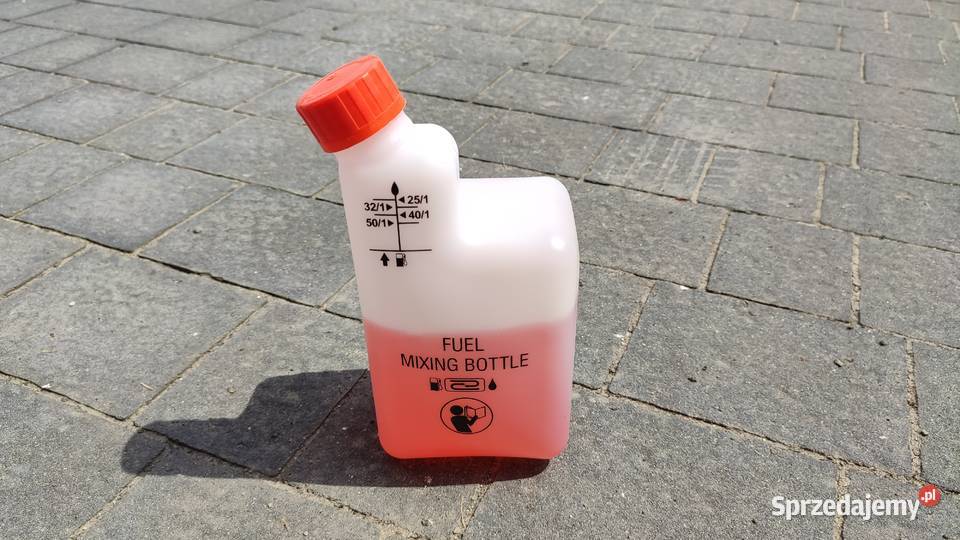 25/1
32/1
40/1
50/1
FUEL
MIXING BOTTLE
Sprzedajemy.pl